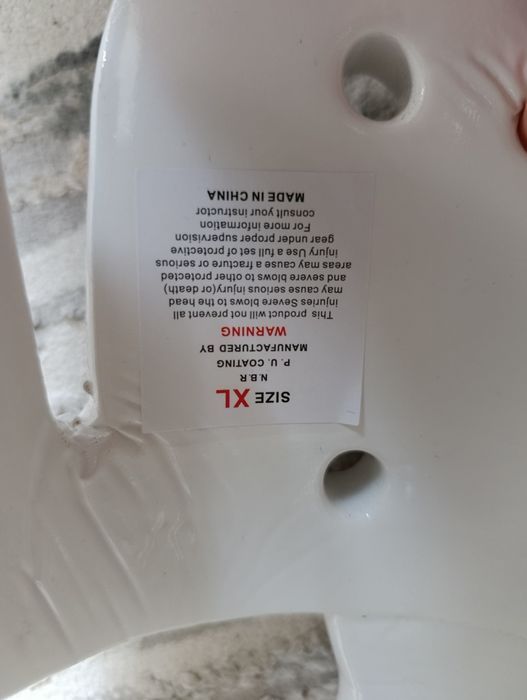 SIZE XL
N.B.R
P. U. COATING
MANUFACTURED BY
WARNING
This product will not prevent all
injuries Severes blows to the head
may cause serious injury(or death)
and severe blows to other protected
areas may cause a fracture or serious
injury Use a full set of protective
gear under proper supervision
For more information
consult your instructor
MADE IN CHINA